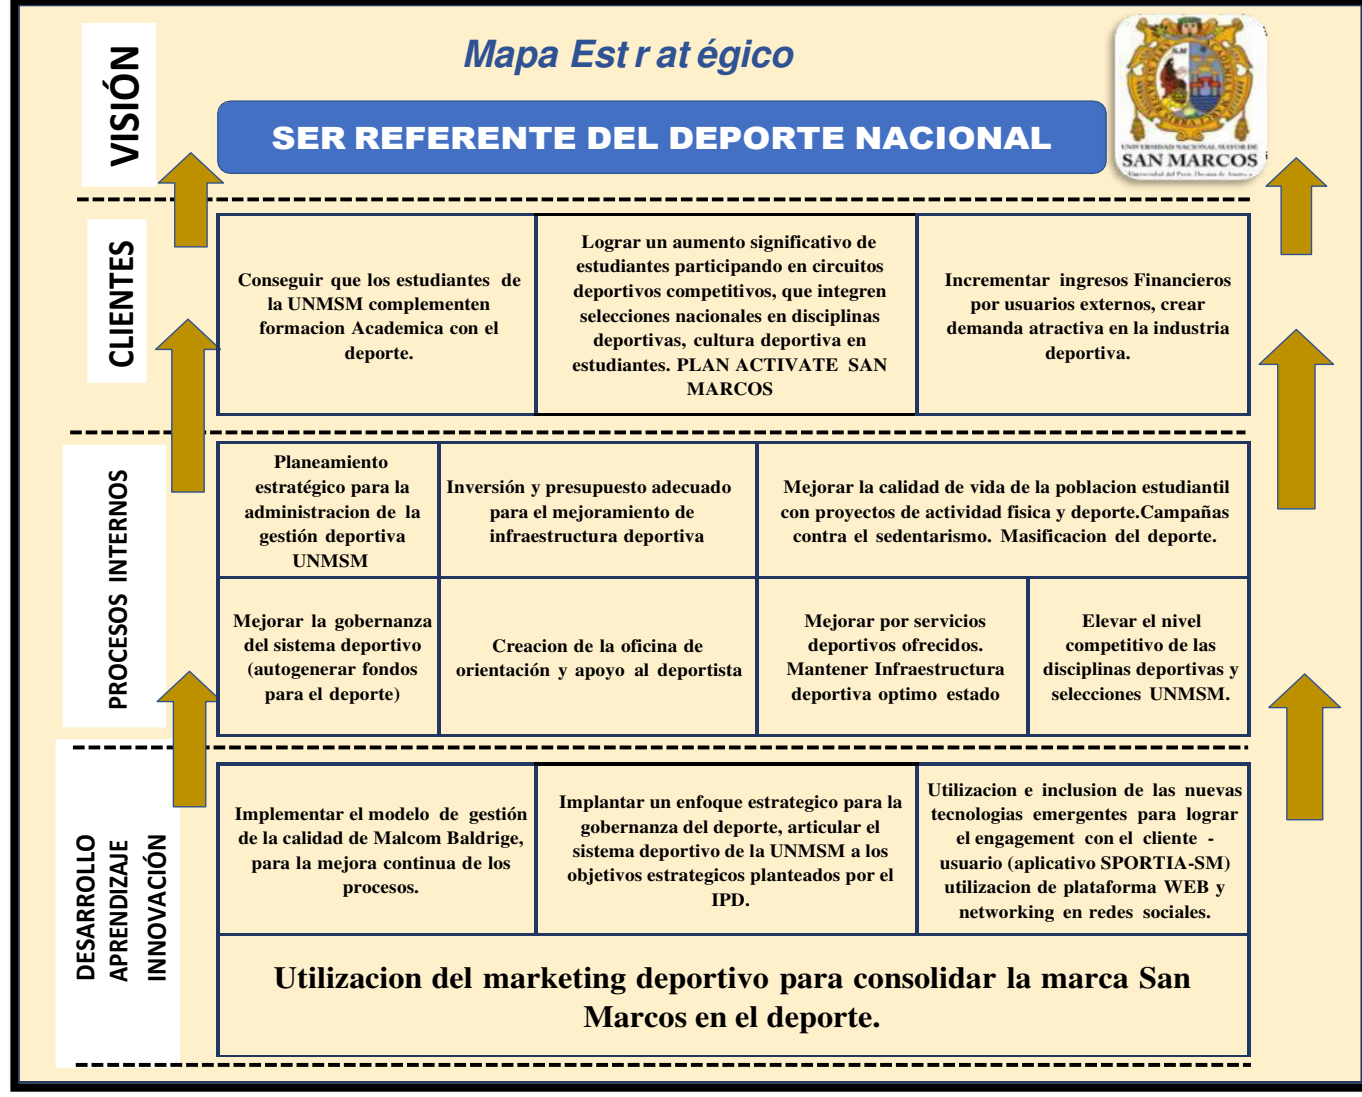 Mapa Estratégico
VISIÓN
SER REFERENTE DEL DEPORTE NACIONAL
UNIVERSIDAD NACIONAL MAYOR DE
SAN MARCOS
Universidad del Perú, Decana de América
CLIENTES
Conseguir que los estudiantes de
la UNMSM complementen
formacion Academica con el
deporte.
Lograr un aumento significativo de
estudiantes participando en circuitos
deportivos competitivos, que integren
selecciones nacionales en disciplinas
deportivas, cultura deportiva en
estudiantes. PLAN ACTIVATE SAN
MARCOS
Incrementar ingresos Financieros
por usuarios externos, crear
demanda atractiva en la industria
deportiva.
PROCESOS INTERNOS
Planeamiento
estratégico para la
administracion de la
gestión deportiva
UNMSM
Inversión y presupuesto adecuado
para el mejoramiento de
infraestructura deportiva
Mejorar la calidad de vida de la poblacion estudiantil
con proyectos de actividad fisica y deporte.Campañas
contra el sedentarismo. Masificacion del deporte.
Mejorar la gobernanza
del sistema deportivo
(autogenerar fondos
para el deporte)
Creacion de la oficina de
orientación y apoyo al deportista
Mejorar por servicios
deportivos ofrecidos.
Mantener Infraestructura
deportiva optimo estado
Elevar el nivel
competitivo de las
disciplinas deportivas y
selecciones UNMSM.
DESARROLLO
APRENDIZAJE
INNOVACIÓN
Implementar el modelo de gestión
de la calidad de Malcom Baldrige,
para la mejora continua de los
procesos.
Implantar un enfoque estrategico para la
gobernanza del deporte, articular el
sistema deportivo de la UNMSM a los
objetivos estrategicos planteados por el
IPD.
Utilizacion e inclusion de las nuevas
tecnologias emergentes para lograr
el engagement con el cliente -
usuario (aplicativo SPORTIA-SM)
utilizacion de plataforma WEB y
networking en redes sociales.
Utilizacion del marketing deportivo para consolidar la marca San
Marcos en el deporte.